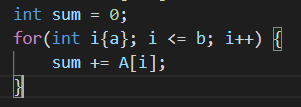 int sum = 0;
for(int i{a}; i <= b; i++) {
    sum += A[i];
}